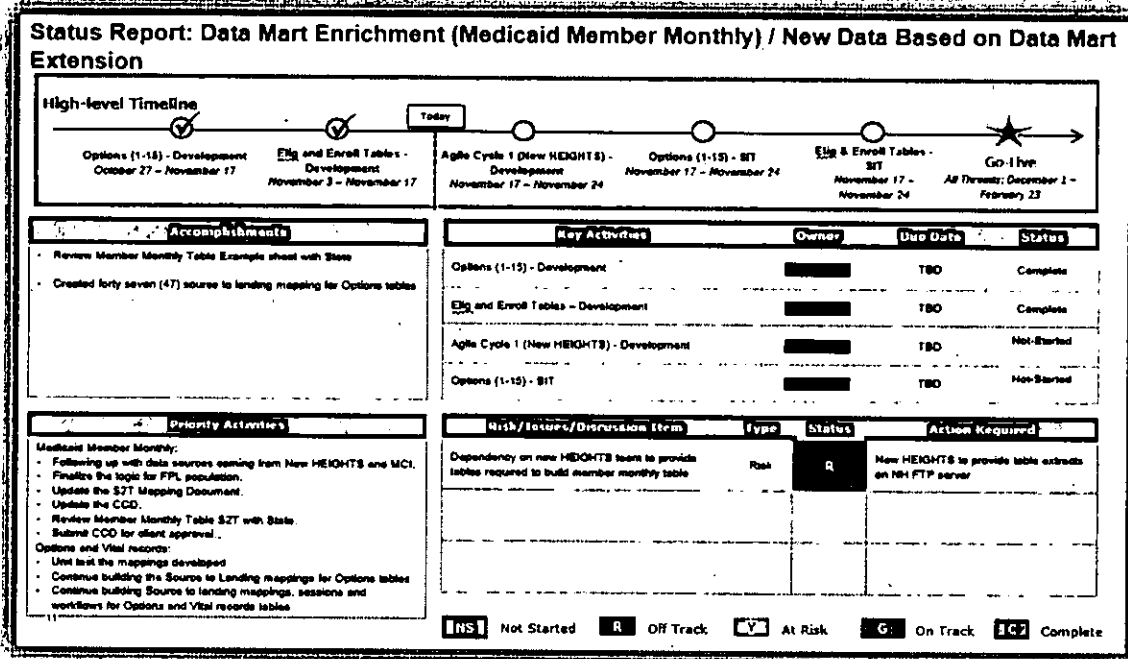 Status Report: Data Mart Enrichment (Medicaid Member Monthly) / New Data Based on Data Mart
Extension
High-level Timeline
Today
Options (1-15) - Development
October 27 – November 17
Elig and Enroll Tables -
Development
November 3 – November 17
Agile Cycle 1 (New HEIGHTS) -
Development
November 17 – November 24
Options (1-15) - SIT
November 17 – November 24
Elig & Enroll Tables -
SIT
November 17 –
November 24
Go-live
All Threads; December 1 –
February 23
Accomplishments
- Review Member Monthly Table Example sheet with State
- Created forty seven (47) source to landing mapping for Options tables
Key Activities Owner Due Date Status
Options (1-15) - Development TBD Complete
Elig and Enroll Tables – Development TBD Complete
Agile Cycle 1 (New HEIGHTS) - Development TBD Not-Started
Options (1-15) - SIT TBD Not-Started
Priority Activities
Medicaid Member Monthly:
- Following up with data sources coming from New HEIGHTS and MCI.
- Finalize the logic for FPL population.
- Update the S2T Mapping Document.
- Update the CCD.
- Review Member Monthly Table S2T with State.
- Submit CCD for client approval.
Options and Vital records:
- Unit test the mappings developed
- Continue building the Source to Landing mappings for Options tables
- Continue building Source to landing mappings, sessions and
workflows for Options and Vital records tables
11
Risk/Issues/Discussion Item Type Status Action Required
Dependency on new HEIGHTS team to provide
tables required to build member monthly table
Risk
R
New HEIGHTS to provide table extracts
on NH FTP server
NS Not Started R Off Track Y At Risk G On Track C Complete